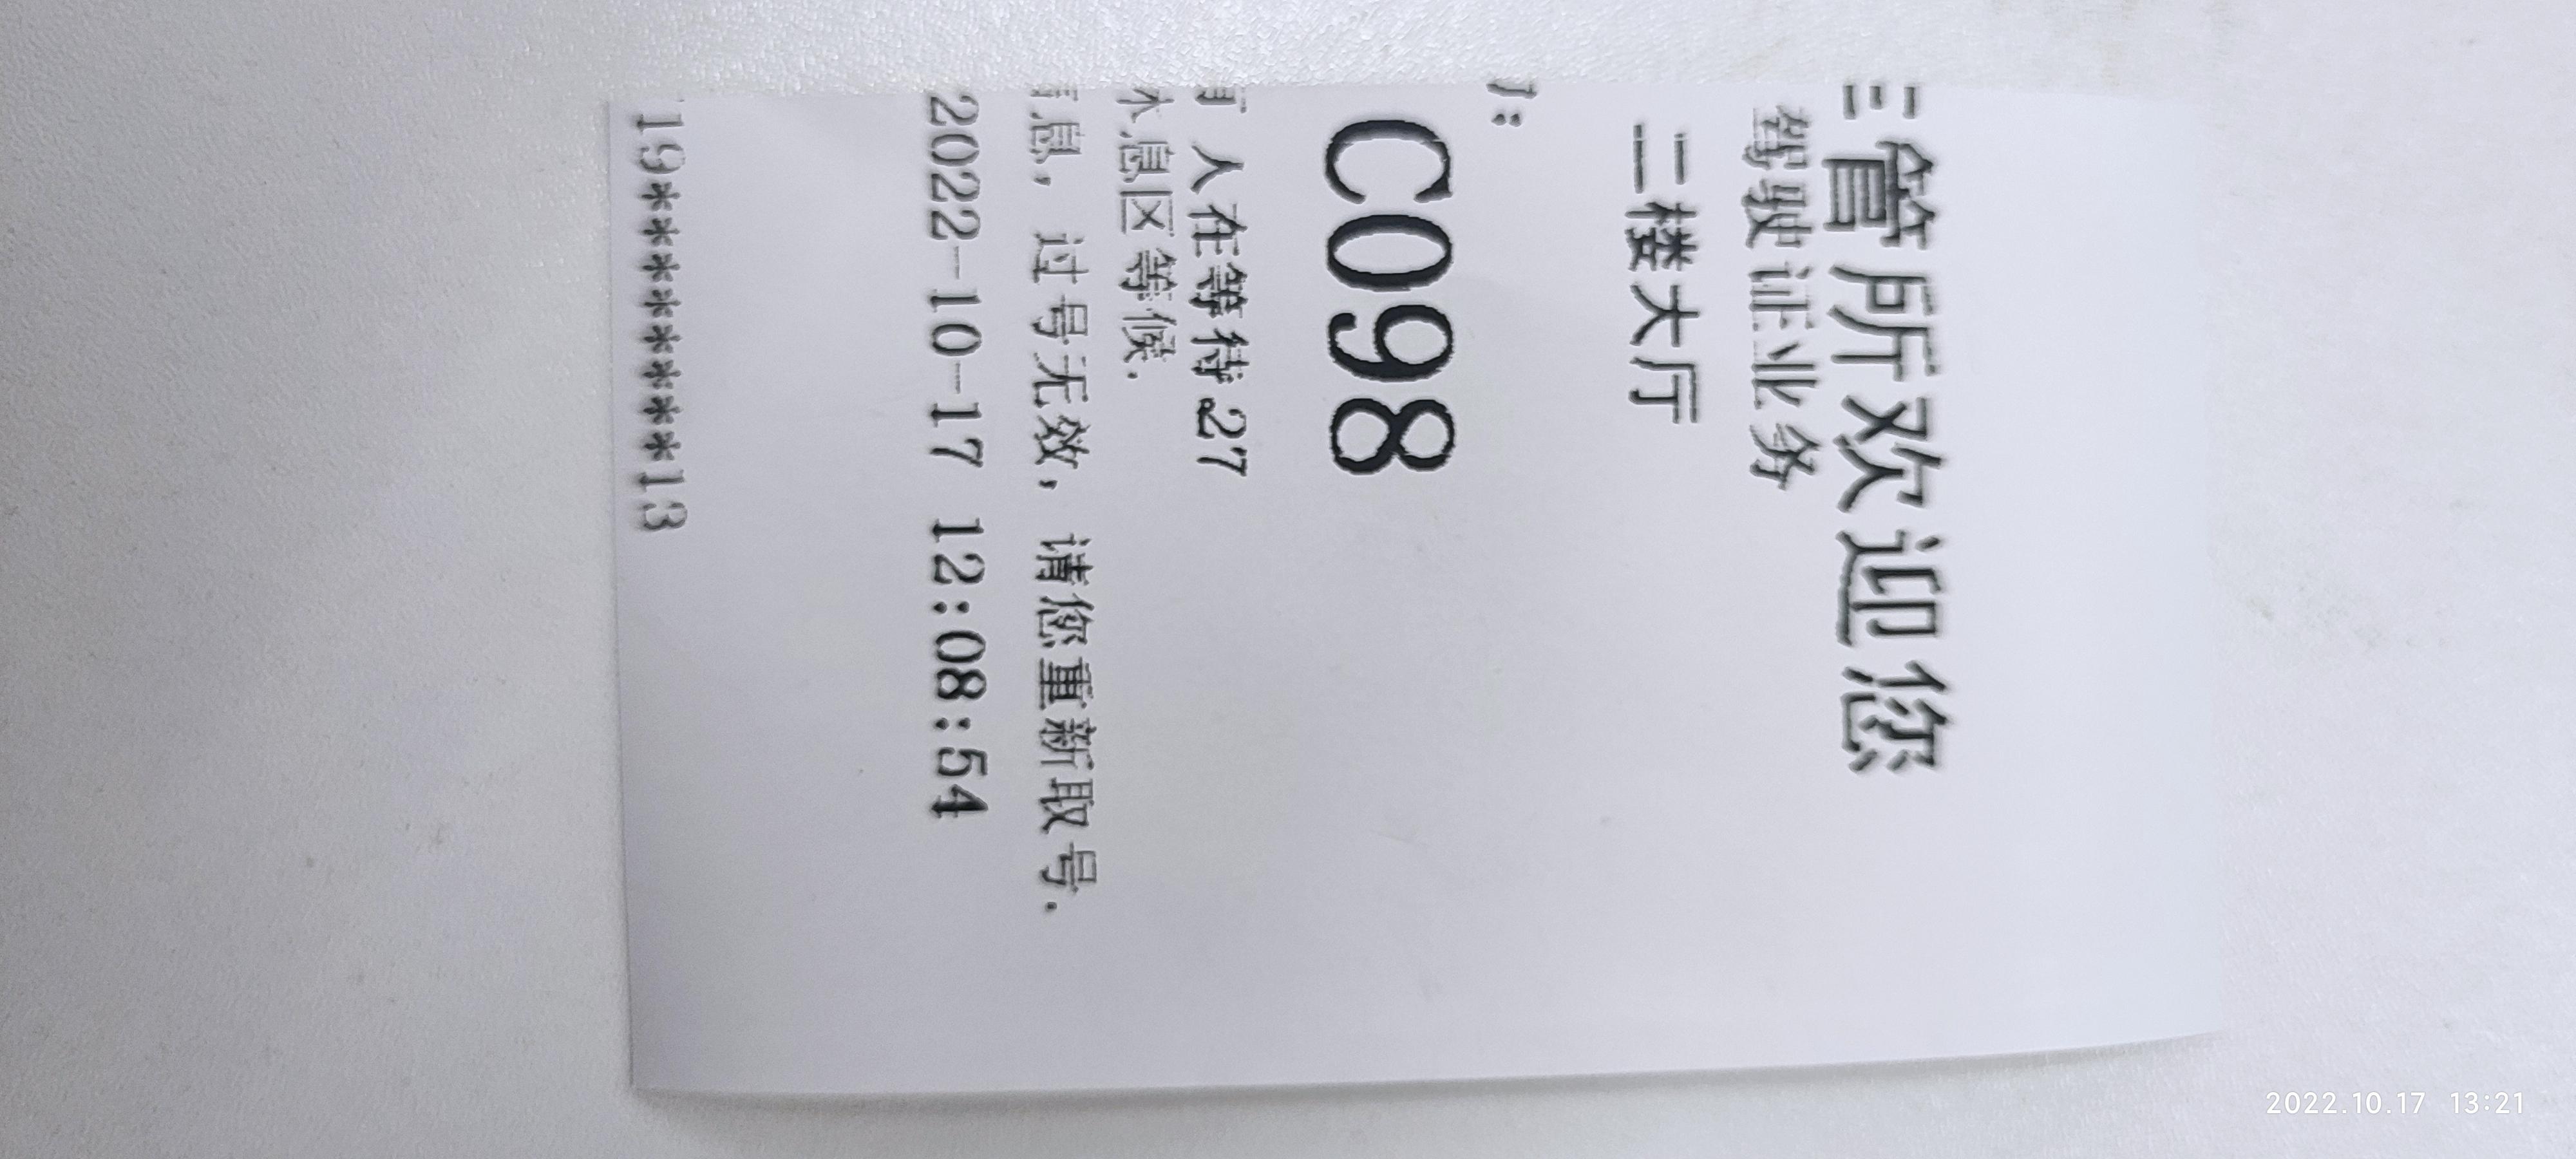 管所欢迎您
驾驶证业务
二楼大厅
:
C098
人在等待 27
息区等候.
息，过号无效，请您重新取号.
2022-10-17 12:08:54
19********13
2022.10.17 13:21